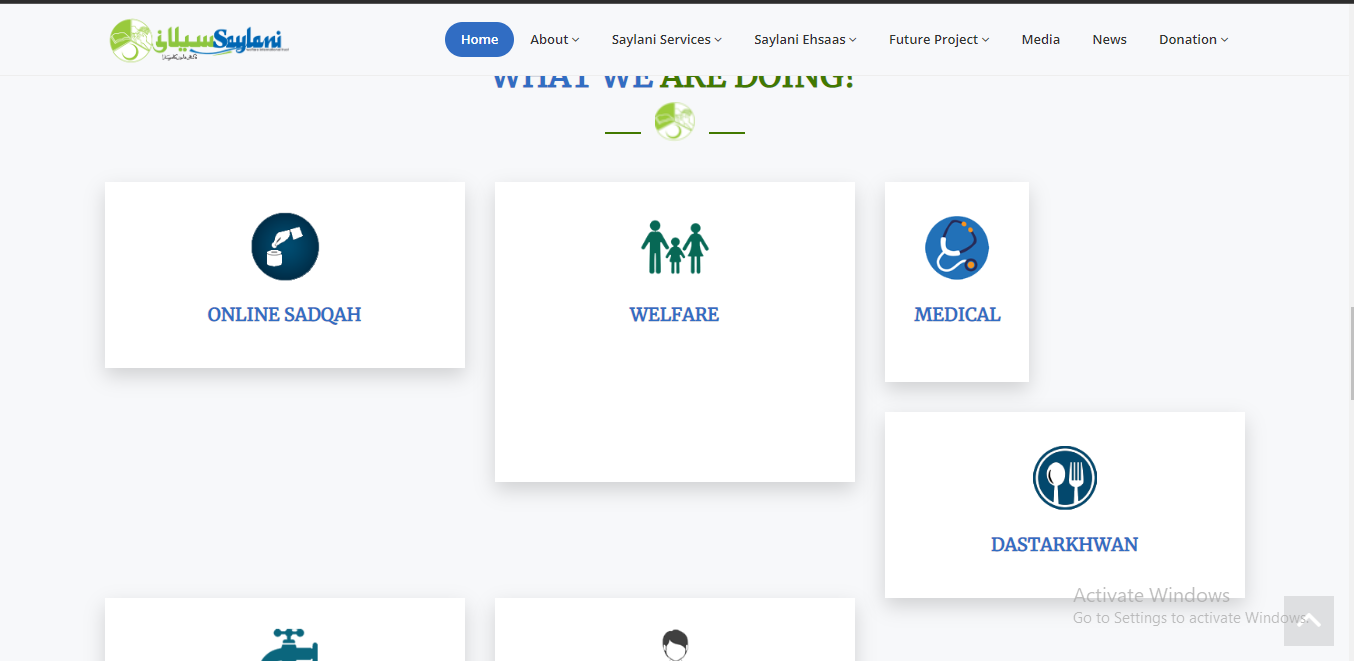 سیلانی Saylani
Home About Saylani Services Saylani Ehsaas Future Project Media News Donation
WHAT WE ARE DOING?
ONLINE SADQAH
WELFARE
MEDICAL
DASTARKHWAN
Activate Windows
Go to Settings to activate Windows.